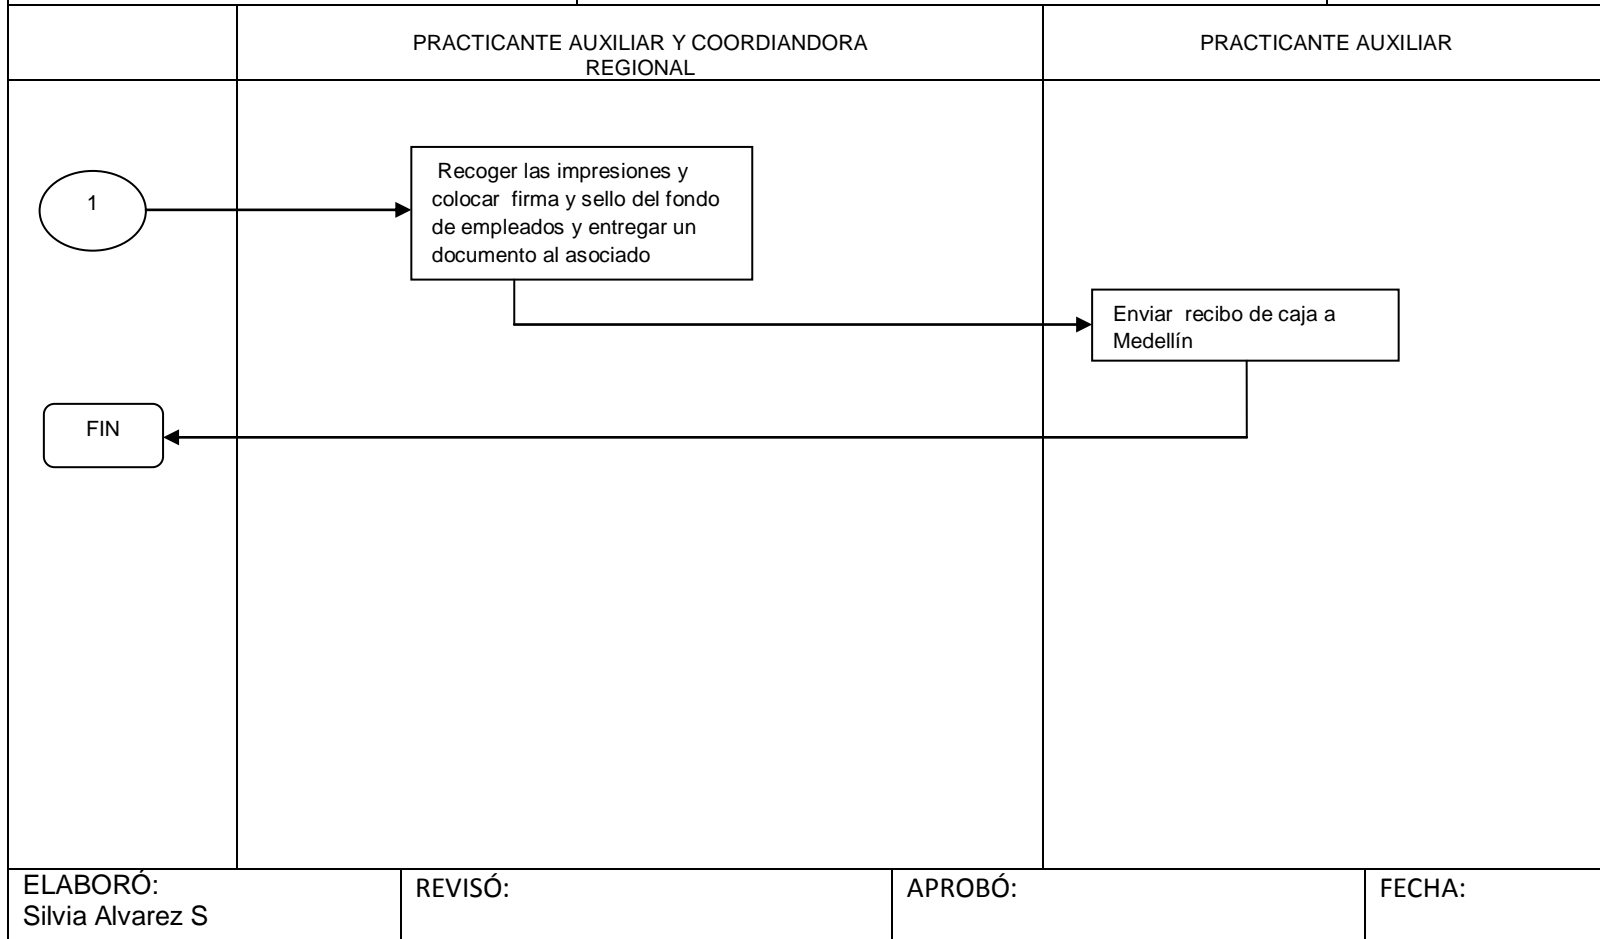 PRACTICANTE AUXILIAR Y COORDIANDORA
REGIONAL
PRACTICANTE AUXILIAR
1
Recoger las impresiones y
colocar  firma y sello del fondo
de empleados y entregar un
documento al asociado
Enviar  recibo de caja a
Medellín
FIN
ELABORÓ:
Silvia Alvarez S
REVISÓ:
APROBÓ:
FECHA: